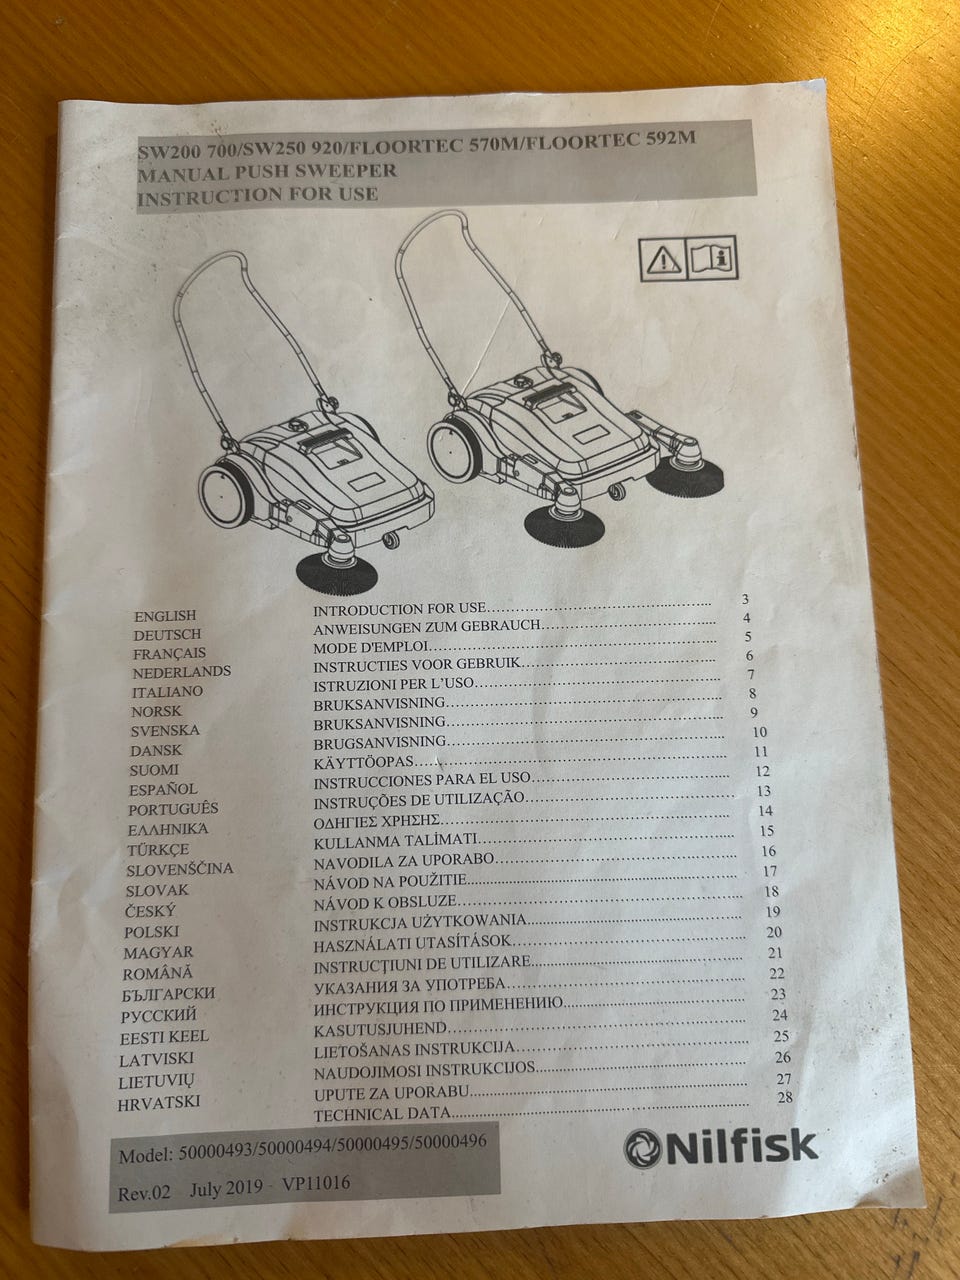 SW200 700/SW250 920/FLOORTEC 570M/FLOORTEC 592M
MANUAL PUSH SWEEPER
INSTRUCTION FOR USE
ENGLISH INTRODUCTION FOR USE 3
DEUTSCH ANWEISUNGEN ZUM GEBRAUCH 4
FRANÇAIS MODE D'EMPLOI 5
NEDERLANDS INSTRUCTIES VOOR GEBRUIK 6
ITALIANO ISTRUZIONI PER L’USO 7
NORSK BRUKSANVISNING 8
SVENSKA BRUKSANVISNING 9
DANSK BRUGSANVISNING 10
SUOMI KÄYTTÖOPAS 11
ESPAÑOL INSTRUCCIONES PARA EL USO 12
PORTUGUÊS INSTRUÇÕES DE UTILIZAÇÃO 13
ΕΛΛΗΝΙΚΆ ΟΔΗΓΙΕΣ ΧΡΗΣΗΣ 14
TÜRKÇE KULLANMA TALİMATI 15
SLOVENŠČINA NAVODILA ZA UPORABO 16
SLOVAK NÁVOD NA POUŽITIE 17
ČESKÝ NÁVOD K OBSLUZE 18
POLSKI INSTRUKCJA UŻYTKOWANIA 19
MAGYAR HASZNÁLATI UTASÍTÁSOK 20
ROMÂNĂ INSTRUCŢIUNI DE UTILIZARE 21
БЪЛГАРСКИ УКАЗАНИЯ ЗА УПОТРЕБА 22
РУССКИЙ ИНСТРУКЦИЯ ПО ПРИМЕНЕНИЮ 23
EESTI KEEL KASUTUSJUHEND 24
LATVISKI LIETOŠANAS INSTRUKCIJA 25
LIETUVIŲ NAUDOJIMOSI INSTRUKCIJOS 26
HRVATSKI UPUTE ZA UPORABU 27
TECHNICAL DATA 28
Model: 50000493/50000494/50000495/50000496
Rev.02 July 2019 VP11016
Nilfisk